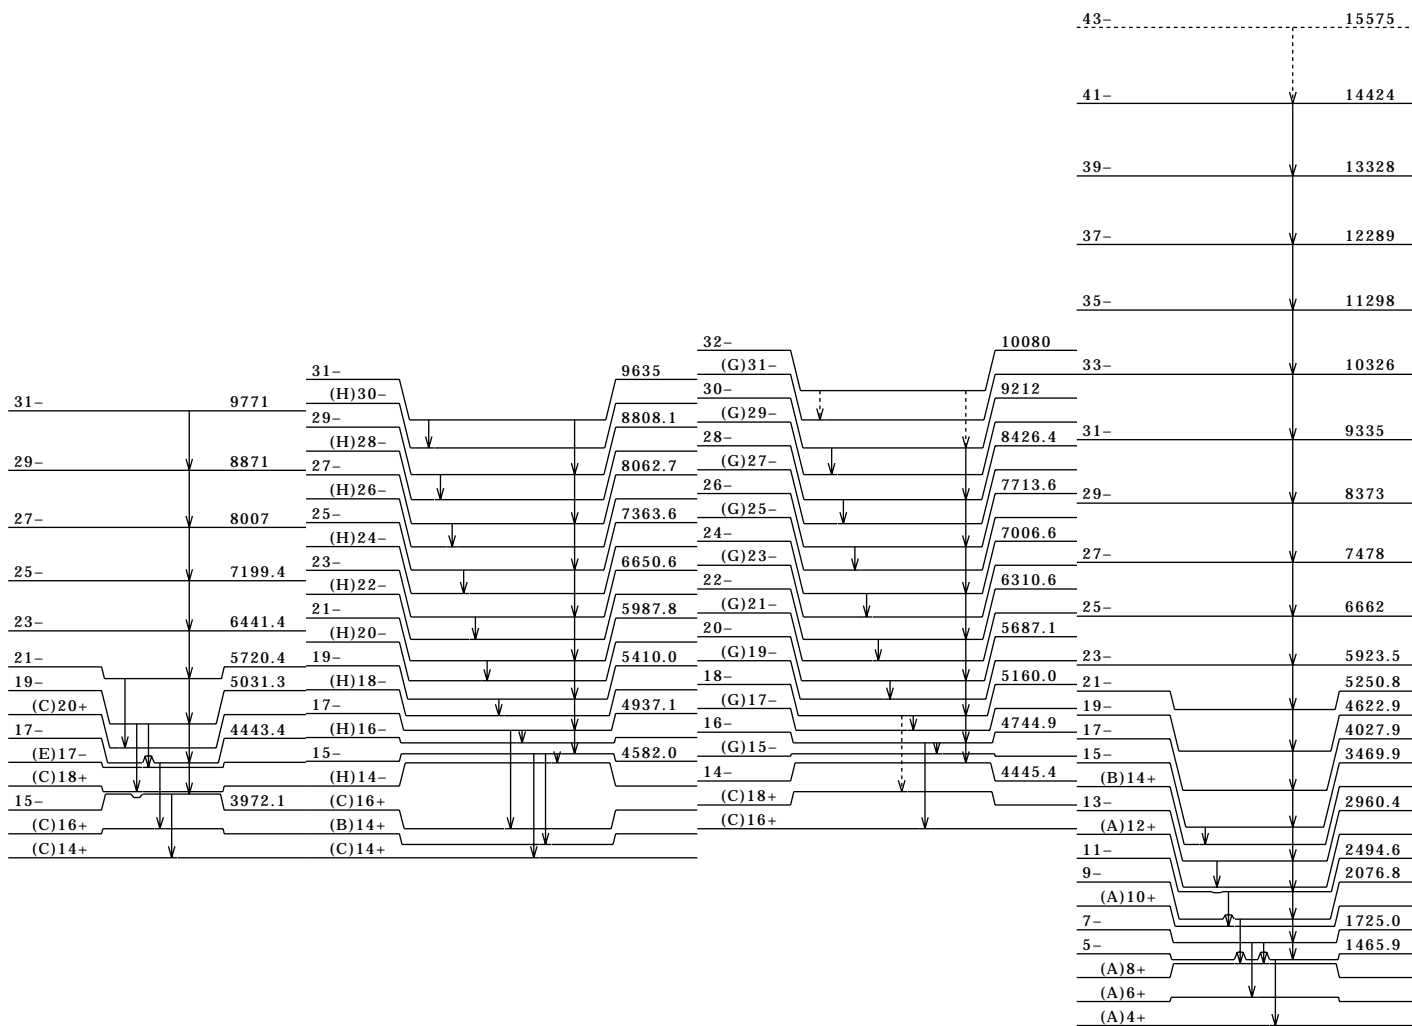 43– 15575
41– 14424
39– 13328
37– 12289
35– 11298
33– 10326
31– 9335
29– 8373
27– 7478
25– 6662
23– 5923.5
21– 5250.8
19– 4622.9
17– 4027.9
15– 3469.9
(B)14+
13– 2960.4
(A)12+
11– 2494.6
9– 2076.8
(A)10+
7– 1725.0
5– 1465.9
(A)8+
(A)6+
(A)4+
32– 10080
(G)31–
30– 9212
(G)29–
28– 8426.4
(G)27–
26– 7713.6
(G)25–
24– 7006.6
(G)23–
22– 6310.6
(G)21–
20– 5687.1
(G)19–
18– 5160.0
(G)17–
16– 4744.9
(G)15–
14– 4445.4
(C)18+
(C)16+
31– 9635
(H)30–
29– 8808.1
(H)28–
27– 8062.7
(H)26–
25– 7363.6
(H)24–
23– 6650.6
(H)22–
21– 5987.8
(H)20–
19– 5410.0
(H)18–
17– 4937.1
(H)16–
15– 4582.0
(H)14–
(C)16+
(B)14+
(C)14+
31– 9771
29– 8871
27– 8007
25– 7199.4
23– 6441.4
21– 5720.4
19– 5031.3
(C)20+
17– 4443.4
(E)17–
(C)18+
15– 3972.1
(C)16+
(C)14+